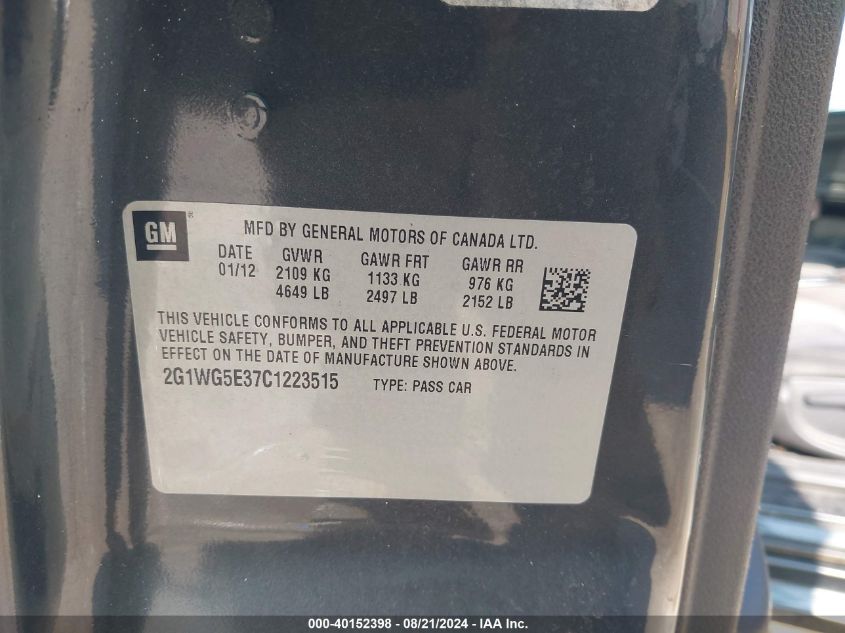 GM ®
MFD BY GENERAL MOTORS OF CANADA LTD.
DATE GVWR GAWR FRT GAWR RR
01/12 2109 KG 1133 KG 976 KG
4649 LB 2497 LB 2152 LB
THIS VEHICLE CONFORMS TO ALL APPLICABLE U.S. FEDERAL MOTOR
VEHICLE SAFETY, BUMPER, AND THEFT PREVENTION STANDARDS IN
EFFECT ON THE DATE OF MANUFACTURE SHOWN ABOVE.
2G1WG5E37C1223515 TYPE: PASS CAR
000-40152398 - 08/21/2024 - IAA Inc.